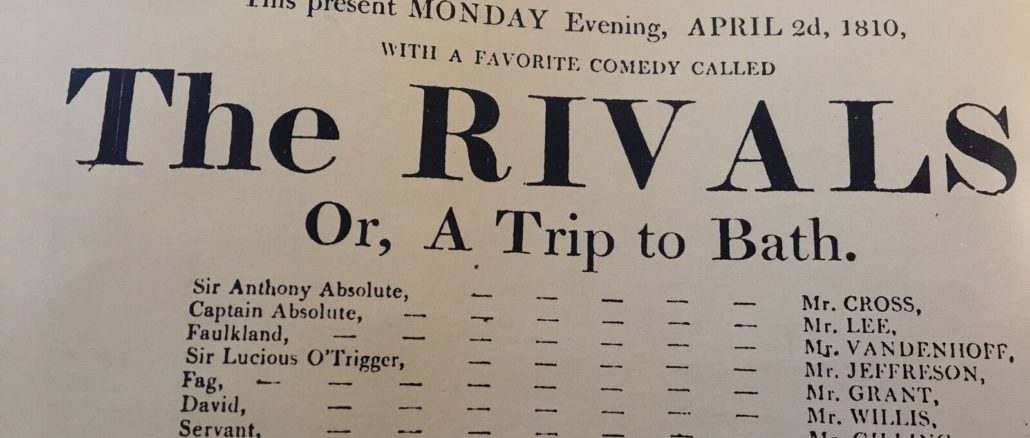 This present MONDAY Evening, APRIL 2d, 1810,
WITH A FAVORITE COMEDY CALLED
The RIVALS
Or, A Trip to Bath.
Sir Anthony Absolute, — — — — — Mr. CROSS,
Captain Absolute, — — — — — — Mr. LEE,
Faulkland, — — — — — — — Mr. VANDENHOFF,
Sir Lucious O'Trigger, — — — — — Mr. JEFFRESON,
Fag, — — — — — — — — Mr. GRANT,
David, — — — — — — — Mr. WILLIS,
Servant, — — — — — — — Mr.